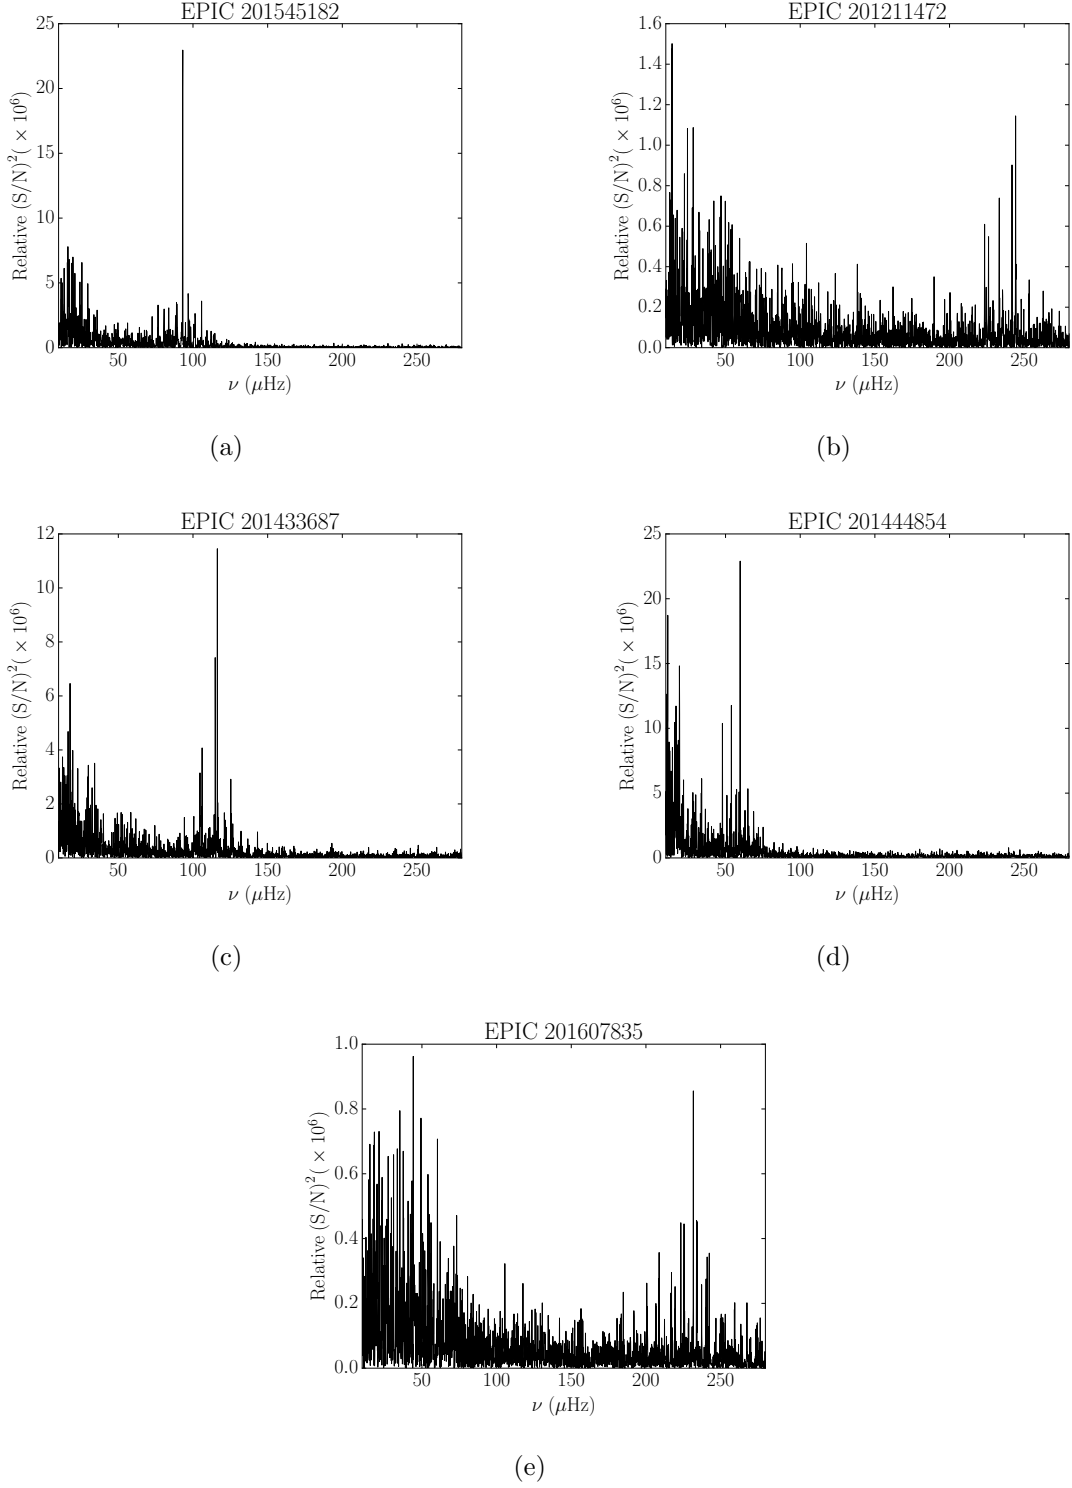 EPIC 201545182
25
20
15
10
5
0
Relative (S/N)²( × 10⁶)
50 100 150 200 250
ν (μHz)
(a)
EPIC 201211472
1.6
1.4
1.2
1.0
0.8
0.6
0.4
0.2
0.0
Relative (S/N)²( × 10⁶)
50 100 150 200 250
ν (μHz)
(b)
EPIC 201433687
12
10
8
6
4
2
0
Relative (S/N)²( × 10⁶)
50 100 150 200 250
ν (μHz)
(c)
EPIC 201444854
25
20
15
10
5
0
Relative (S/N)²( × 10⁶)
50 100 150 200 250
ν (μHz)
(d)
EPIC 201607835
1.0
0.8
0.6
0.4
0.2
0.0
Relative (S/N)²( × 10⁶)
50 100 150 200 250
ν (μHz)
(e)